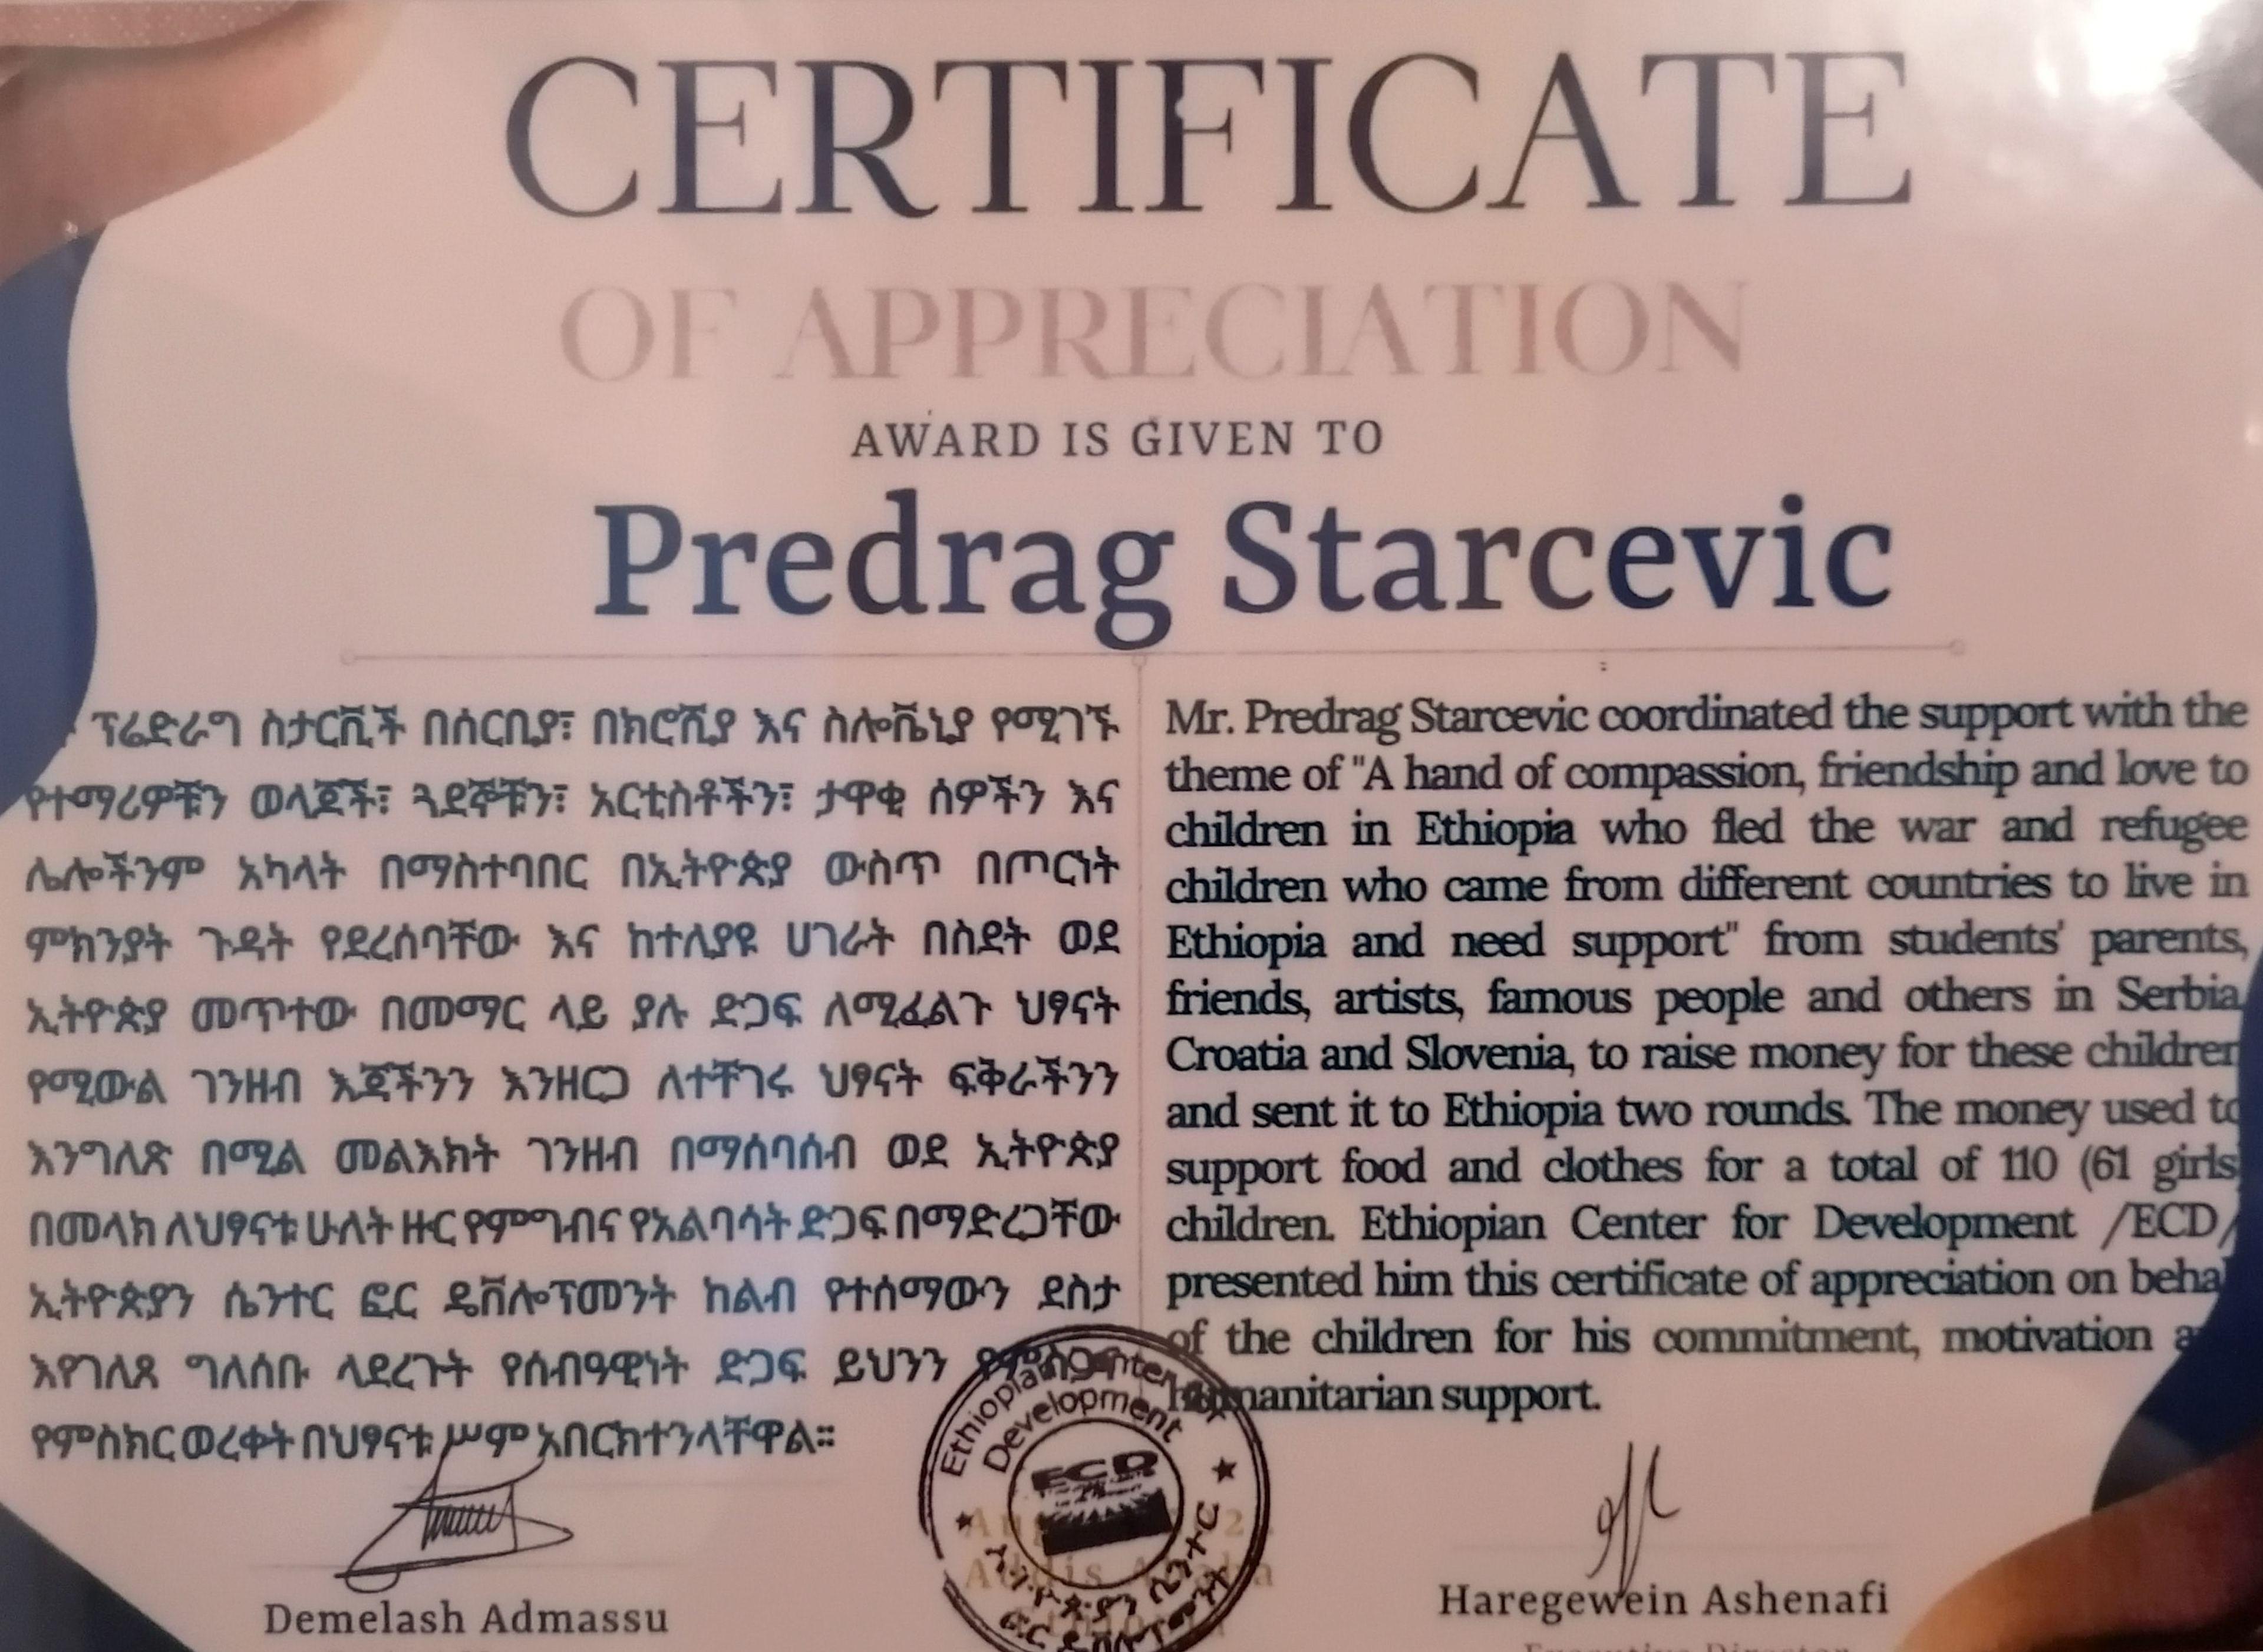 CERTIFICATE
OF APPRECIATION
AWARD IS GIVEN TO
Predrag Starcevic
ፕሬድራግ ስታርቪች በሰርቢያ፣ በክሮሺያ እና ስሎቬኒያ የሚገኙ
የተማሪዎቹን ወላጆች፣ ጓደኞቹን፣ አርቲስቶችን፣ ታዋቂ ሰዎችን እና
ሌሎችንም አካላት በማስተባበር በኢትዮጵያ ውስጥ በጦርነት
ምክንያት ጉዳት የደረሰባቸው እና ከተለያዩ ሀገራት በስደት ወደ
ኢትዮጵያ መጥተው በመማር ላይ ያሉ ድጋፍ ለሚፈልጉ ህፃናት
የሚውል ገንዘብ እጃችንን እንዘርጋ ለተቸገሩ ህፃናት ፍቅራችንን
እንግለጽ በሚል መልእክት ገንዘብ በማሰባሰብ ወደ ኢትዮጵያ
በመላክ ለህፃናቱ ሁለት ዙር የምግብና የአልባሳት ድጋፍ በማድረጋቸው
ኢትዮጵያን ሴንተር ፎር ዴቨሎፕመንት ከልብ የተሰማውን ደስታ
እየገለጸ ግለሰቡ ላደረጉት የሰብዓዊነት ድጋፍ ይህንን
የምስክር ወረቀት በህፃናቱ ሥም አበርክተንላቸዋል።
Mr. Predrag Starcevic coordinated the support with the
theme of "A hand of compassion, friendship and love to
children in Ethiopia who fled the war and refugee
children who came from different countries to live in
Ethiopia and need support" from students' parents,
friends, artists, famous people and others in Serbia
Croatia and Slovenia, to raise money for these children
and sent it to Ethiopia two rounds. The money used to
support food and clothes for a total of 110 (61 girls
children. Ethiopian Center for Development /ECD/
presented him this certificate of appreciation on beha
of the children for his commitment, motivation
humanitarian support.
Ethiopian Center for
Development
ECD
ኢትዮጵያን ሴንተር
ፎር ዴቨሎፕመንት
Addis Ababa
Demelash Admassu
Haregewein Ashenafi
Executive Director